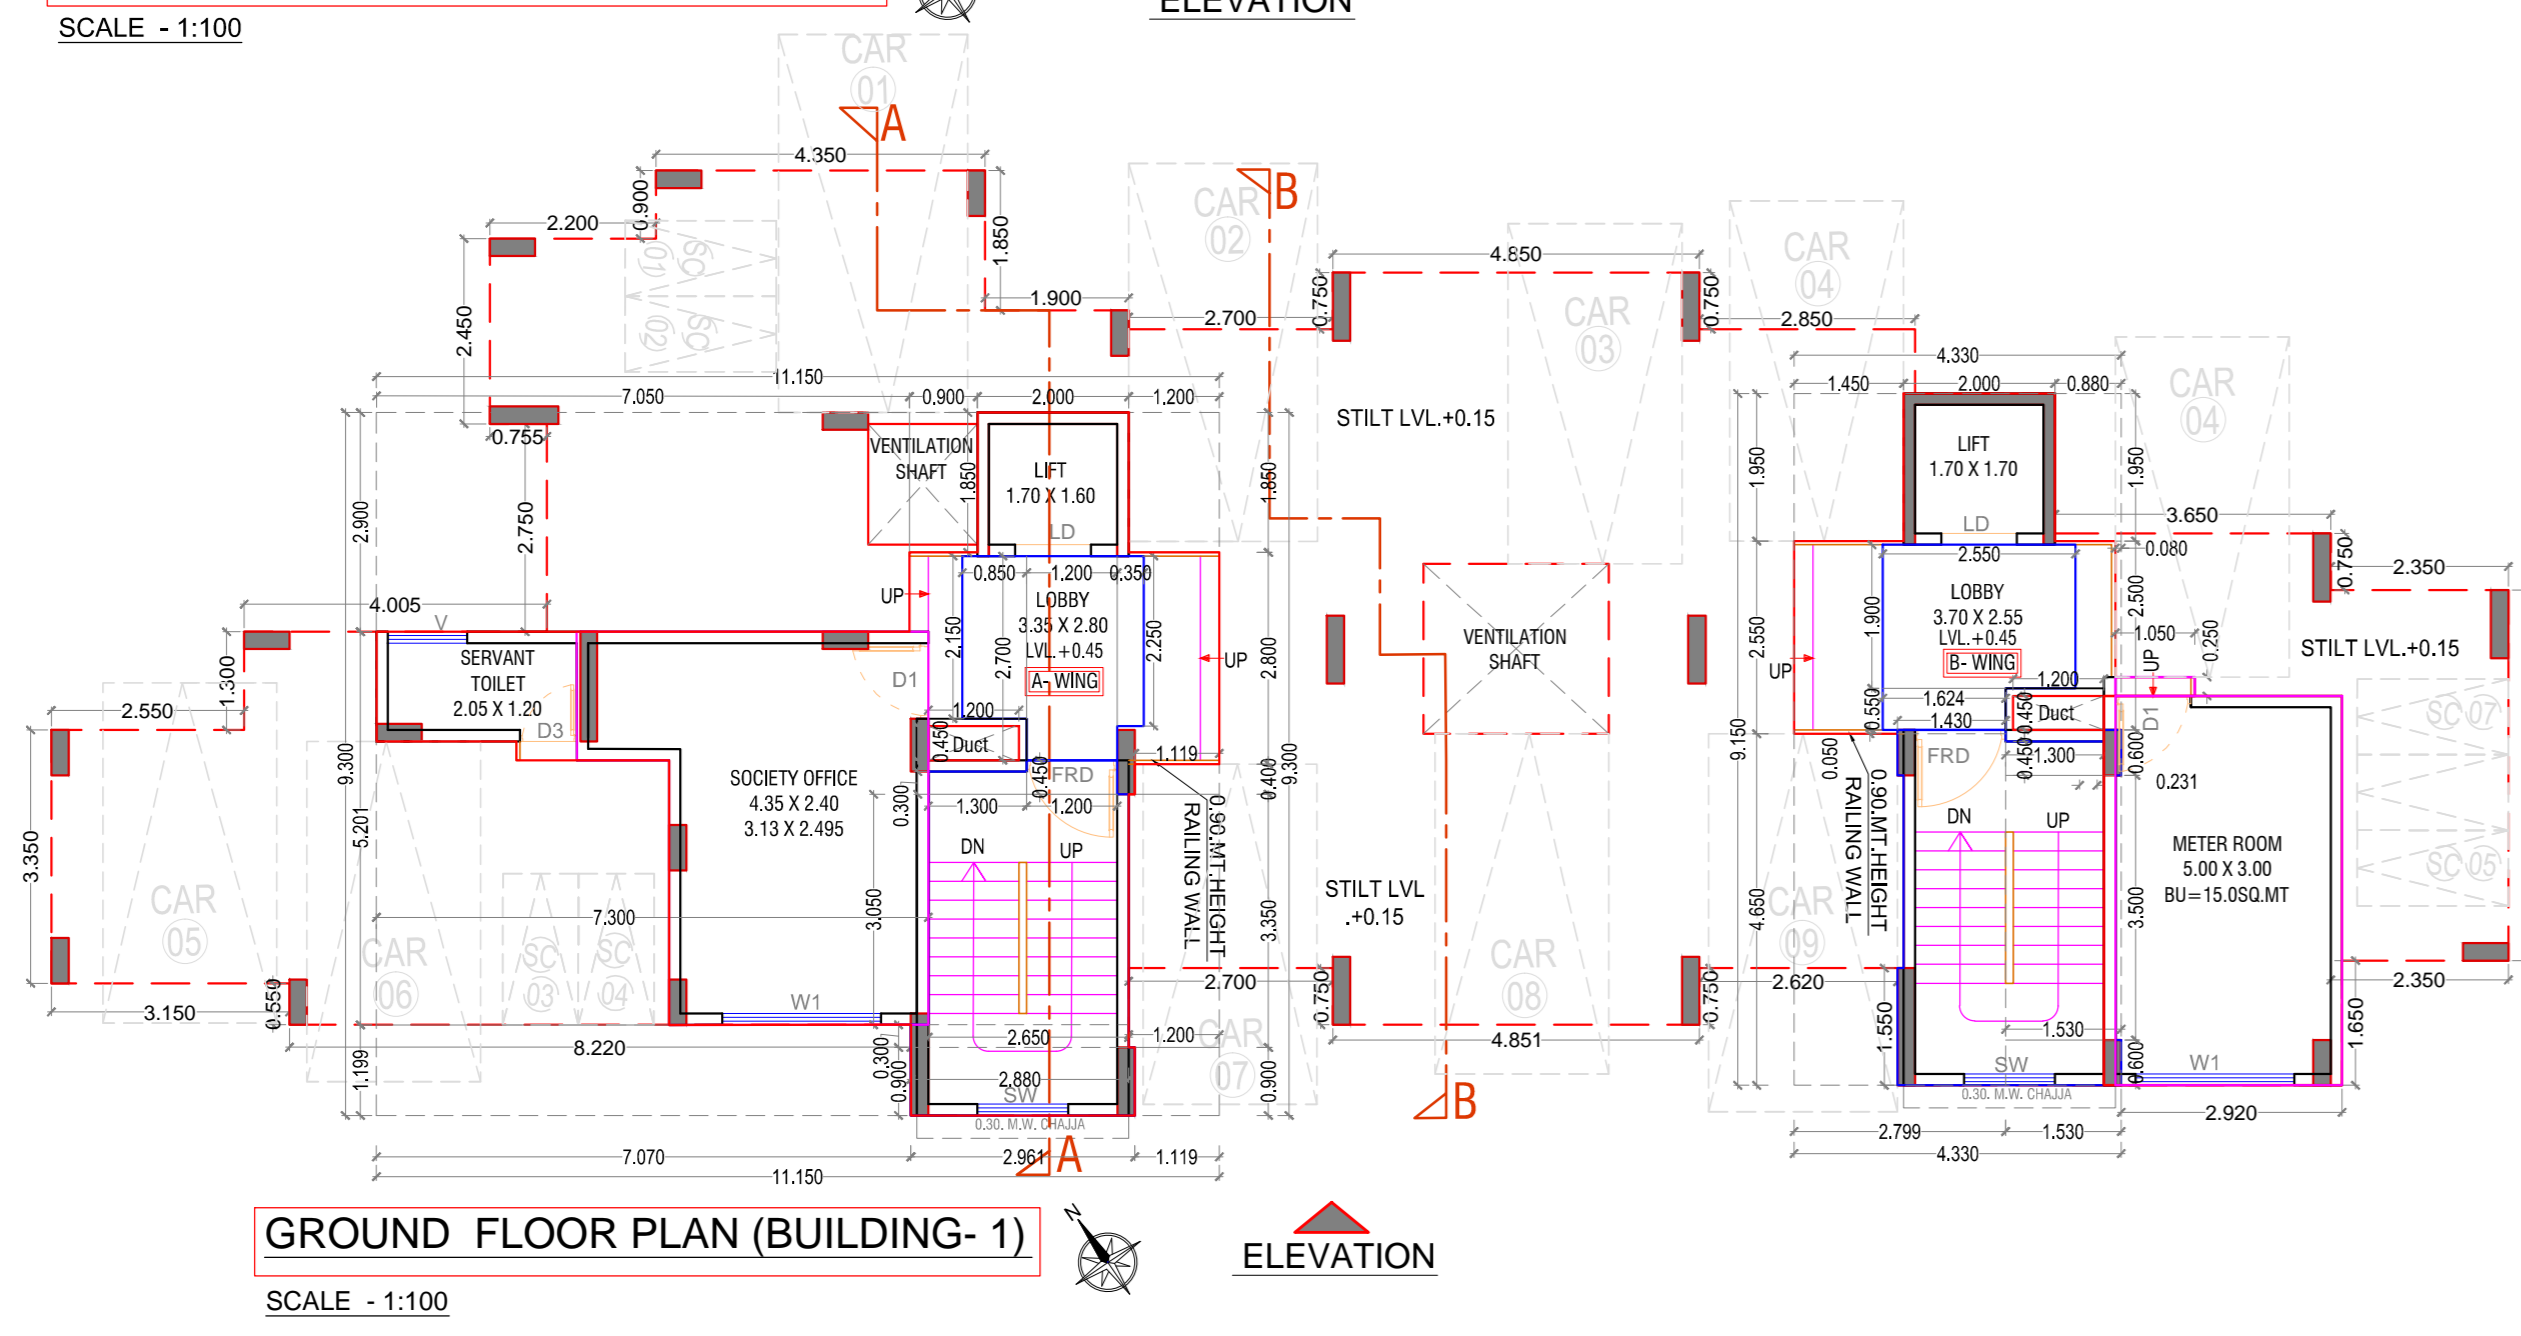 ELEVATION
SCALE - 1:100
CAR
01
A
4.350
0.900
2.200
SC
01
SC
02
1.850
2.450
1.900
CAR
02
B
2.700
4.850
0.750
0.750
CAR
03
CAR
04
2.850
4.330
1.450
2.000
0.880
CAR
04
11.150
7.050
0.900
2.000
1.200
0.755
2.750
2.900
9.300
VENTILATION
SHAFT
1.850
LIFT
1.70 X 1.60
LD
1.850
STILT LVL.+0.15
LIFT
1.70 X 1.70
LD
1.950
1.950
9.150
3.650
0.080
0.750
2.350
4.005
V
1.300
SERVANT
TOILET
2.05 X 1.20
D3
UP
0.850
1.200
0.350
LOBBY
3.35 X 2.80
LVL.+0.45
A- WING
2.150
2.700
2.250
UP
2.800
D1
1.200
0.450
Duct
0.450
1.119
FRD
VENTILATION
SHAFT
2.550
LOBBY
3.70 X 2.55
LVL.+0.45
B- WING
1.900
2.550
UP
2.500
1.050
0.250
UP
STILT LVL.+0.15
1.200
1.624
1.430
0.550
0.450
Duct
D1
0.450
1.300
0.600
0.231
0.050
FRD
SC 07
SC 05
2.550
3.350
5.201
SOCIETY OFFICE
4.35 X 2.40
3.13 X 2.495
0.300
1.300
1.200
0.400
9.300
0.90.MT.HEIGHT
RAILING WALL
0.90.MT.HEIGHT
RAILING WALL
DN
UP
DN
UP
METER ROOM
5.00 X 3.00
BU=15.0SQ.MT
CAR
05
CAR
06
SC
03
SC
04
7.300
3.050
3.350
STILT LVL
.+0.15
CAR
08
CAR
09
4.650
3.500
3.150
0.550
W1
8.220
0.300
0.900
2.650
1.200
2.880
SW
0.30. M.W. CHAJJA
CAR
07
0.900
2.700
0.750
4.851
0.750
2.620
1.550
1.530
SW
0.600
W1
1.650
2.350
0.30. M.W. CHAJJA
2.920
1.199
B
7.070
2.961
A
1.119
11.150
2.799
1.530
4.330
GROUND FLOOR PLAN (BUILDING- 1)
N
ELEVATION
SCALE - 1:100